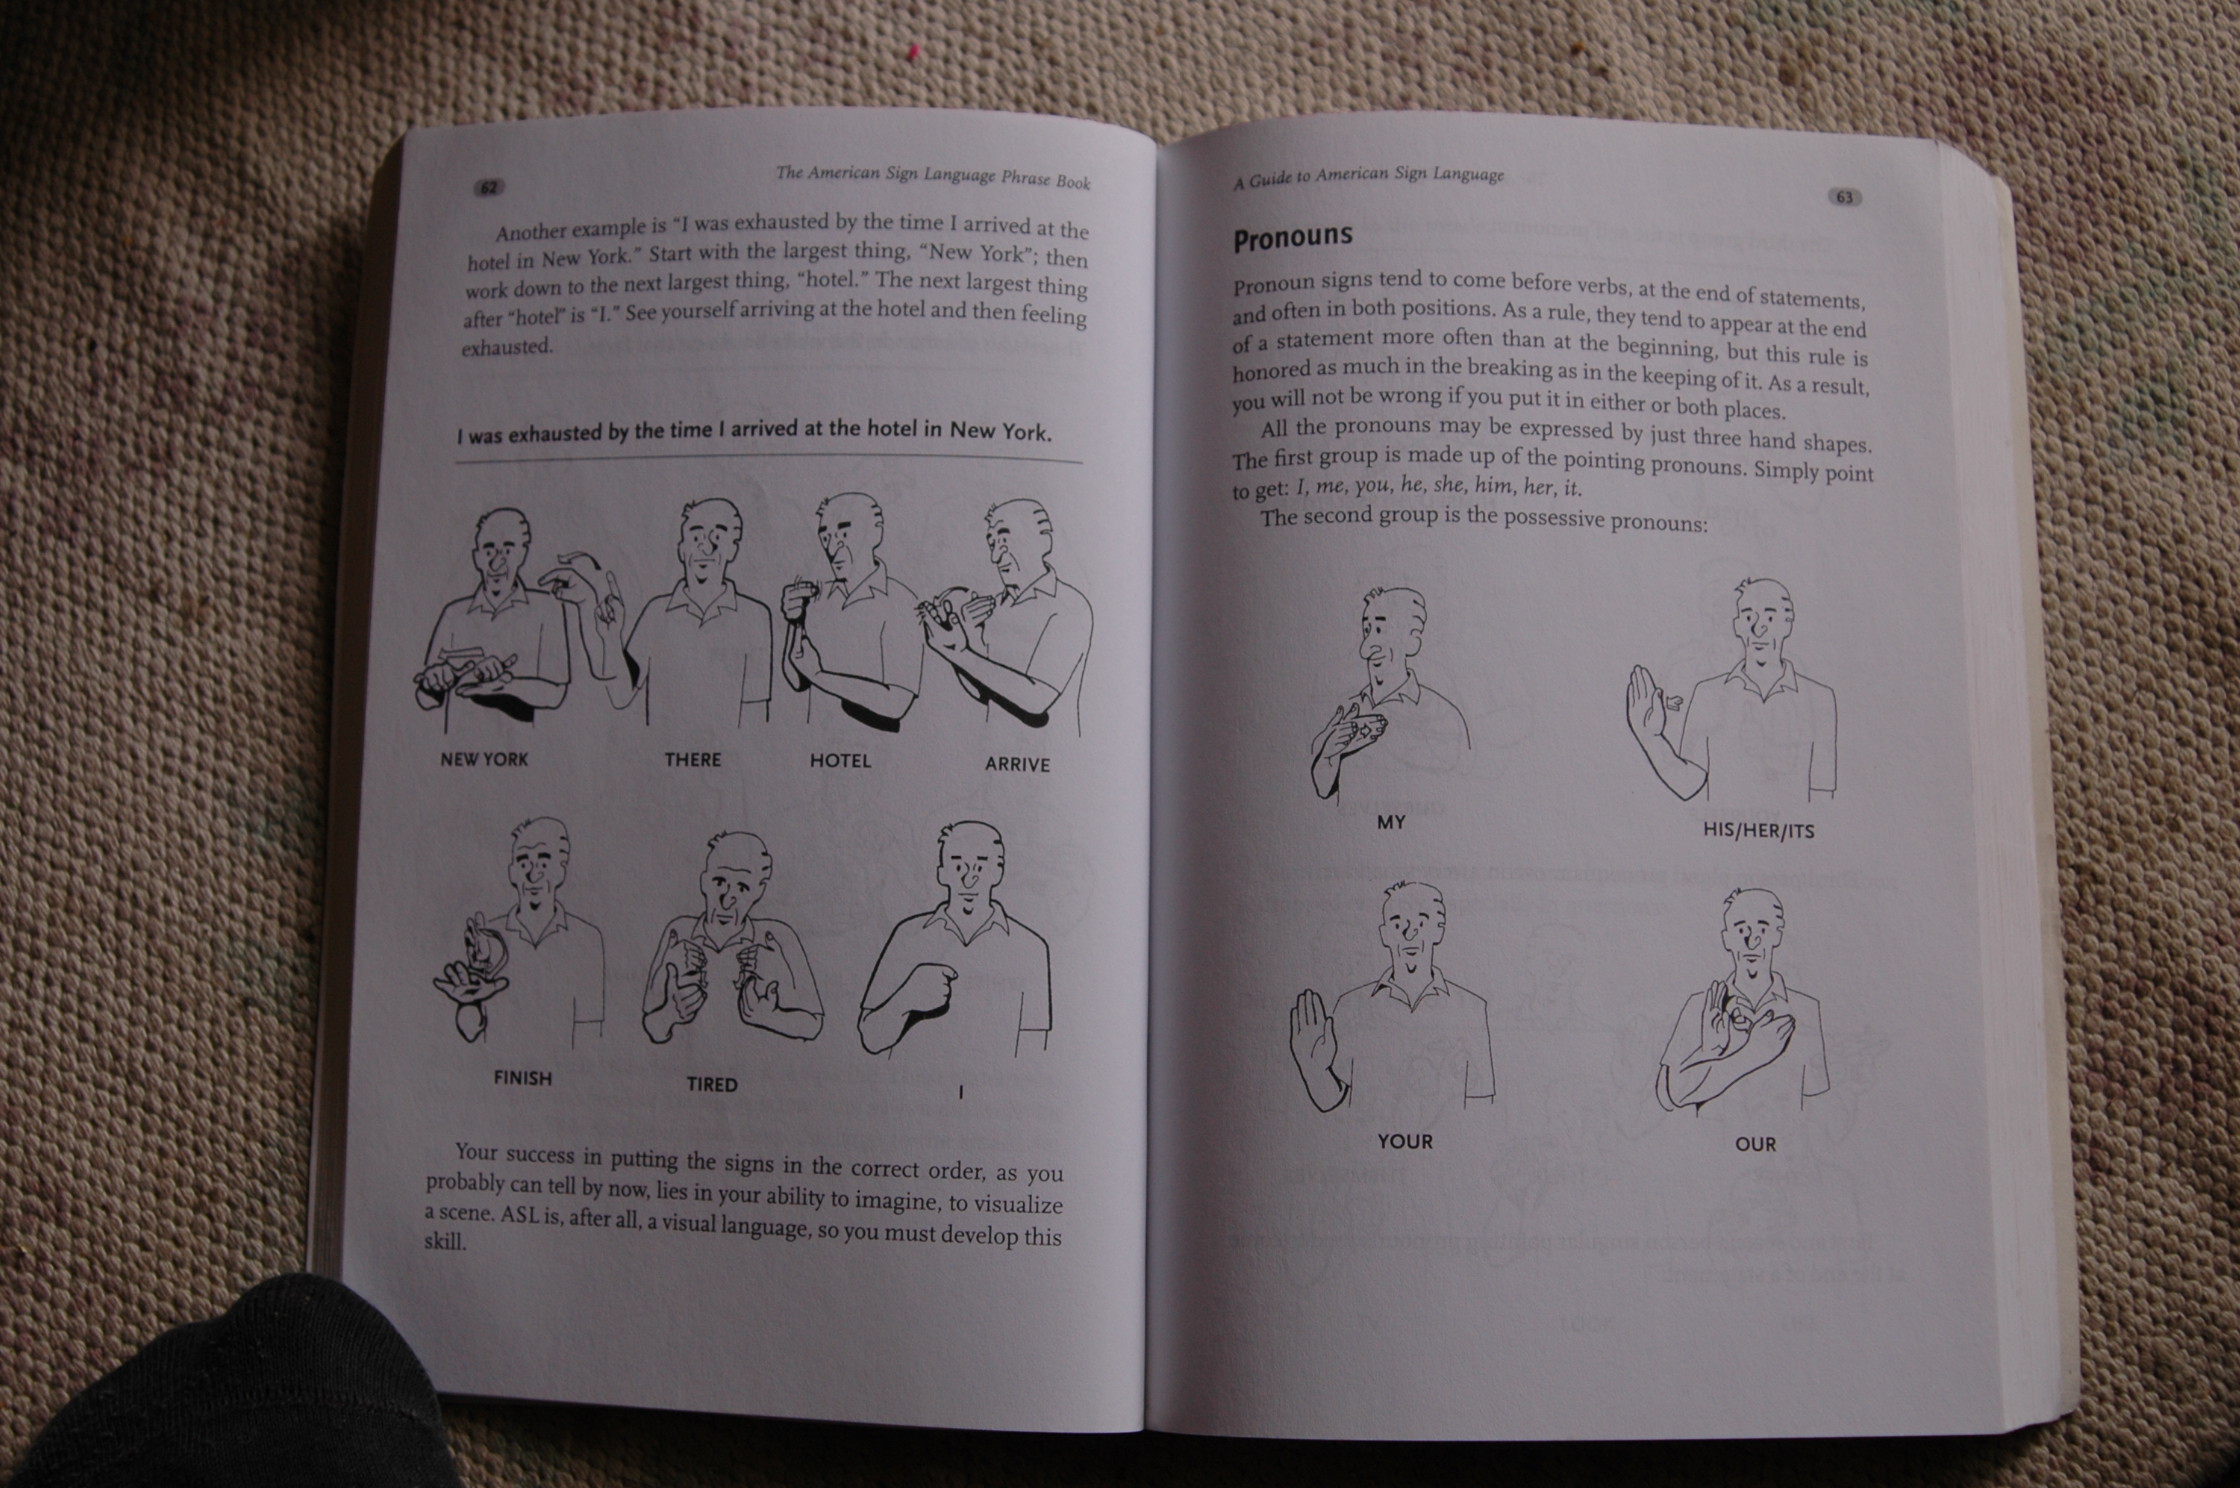 62
The American Sign Language Phrase Book
Another example is “I was exhausted by the time I arrived at the
hotel in New York.” Start with the largest thing, “New York”; then
work down to the next largest thing, “hotel.” The next largest thing
after “hotel” is “I.” See yourself arriving at the hotel and then feeling
exhausted.
I was exhausted by the time I arrived at the hotel in New York.
NEW YORK THERE HOTEL ARRIVE
FINISH TIRED I
Your success in putting the signs in the correct order, as you
probably can tell by now, lies in your ability to imagine, to visualize
a scene. ASL is, after all, a visual language, so you must develop this
skill.
A Guide to American Sign Language
63
Pronouns
Pronoun signs tend to come before verbs, at the end of statements,
and often in both positions. As a rule, they tend to appear at the end
of a statement more often than at the beginning, but this rule is
honored as much in the breaking as in the keeping of it. As a result,
you will not be wrong if you put it in either or both places.
All the pronouns may be expressed by just three hand shapes.
The first group is made up of the pointing pronouns. Simply point
to get: I, me, you, he, she, him, her, it.
The second group is the possessive pronouns:
MY HIS/HER/ITS
YOUR OUR